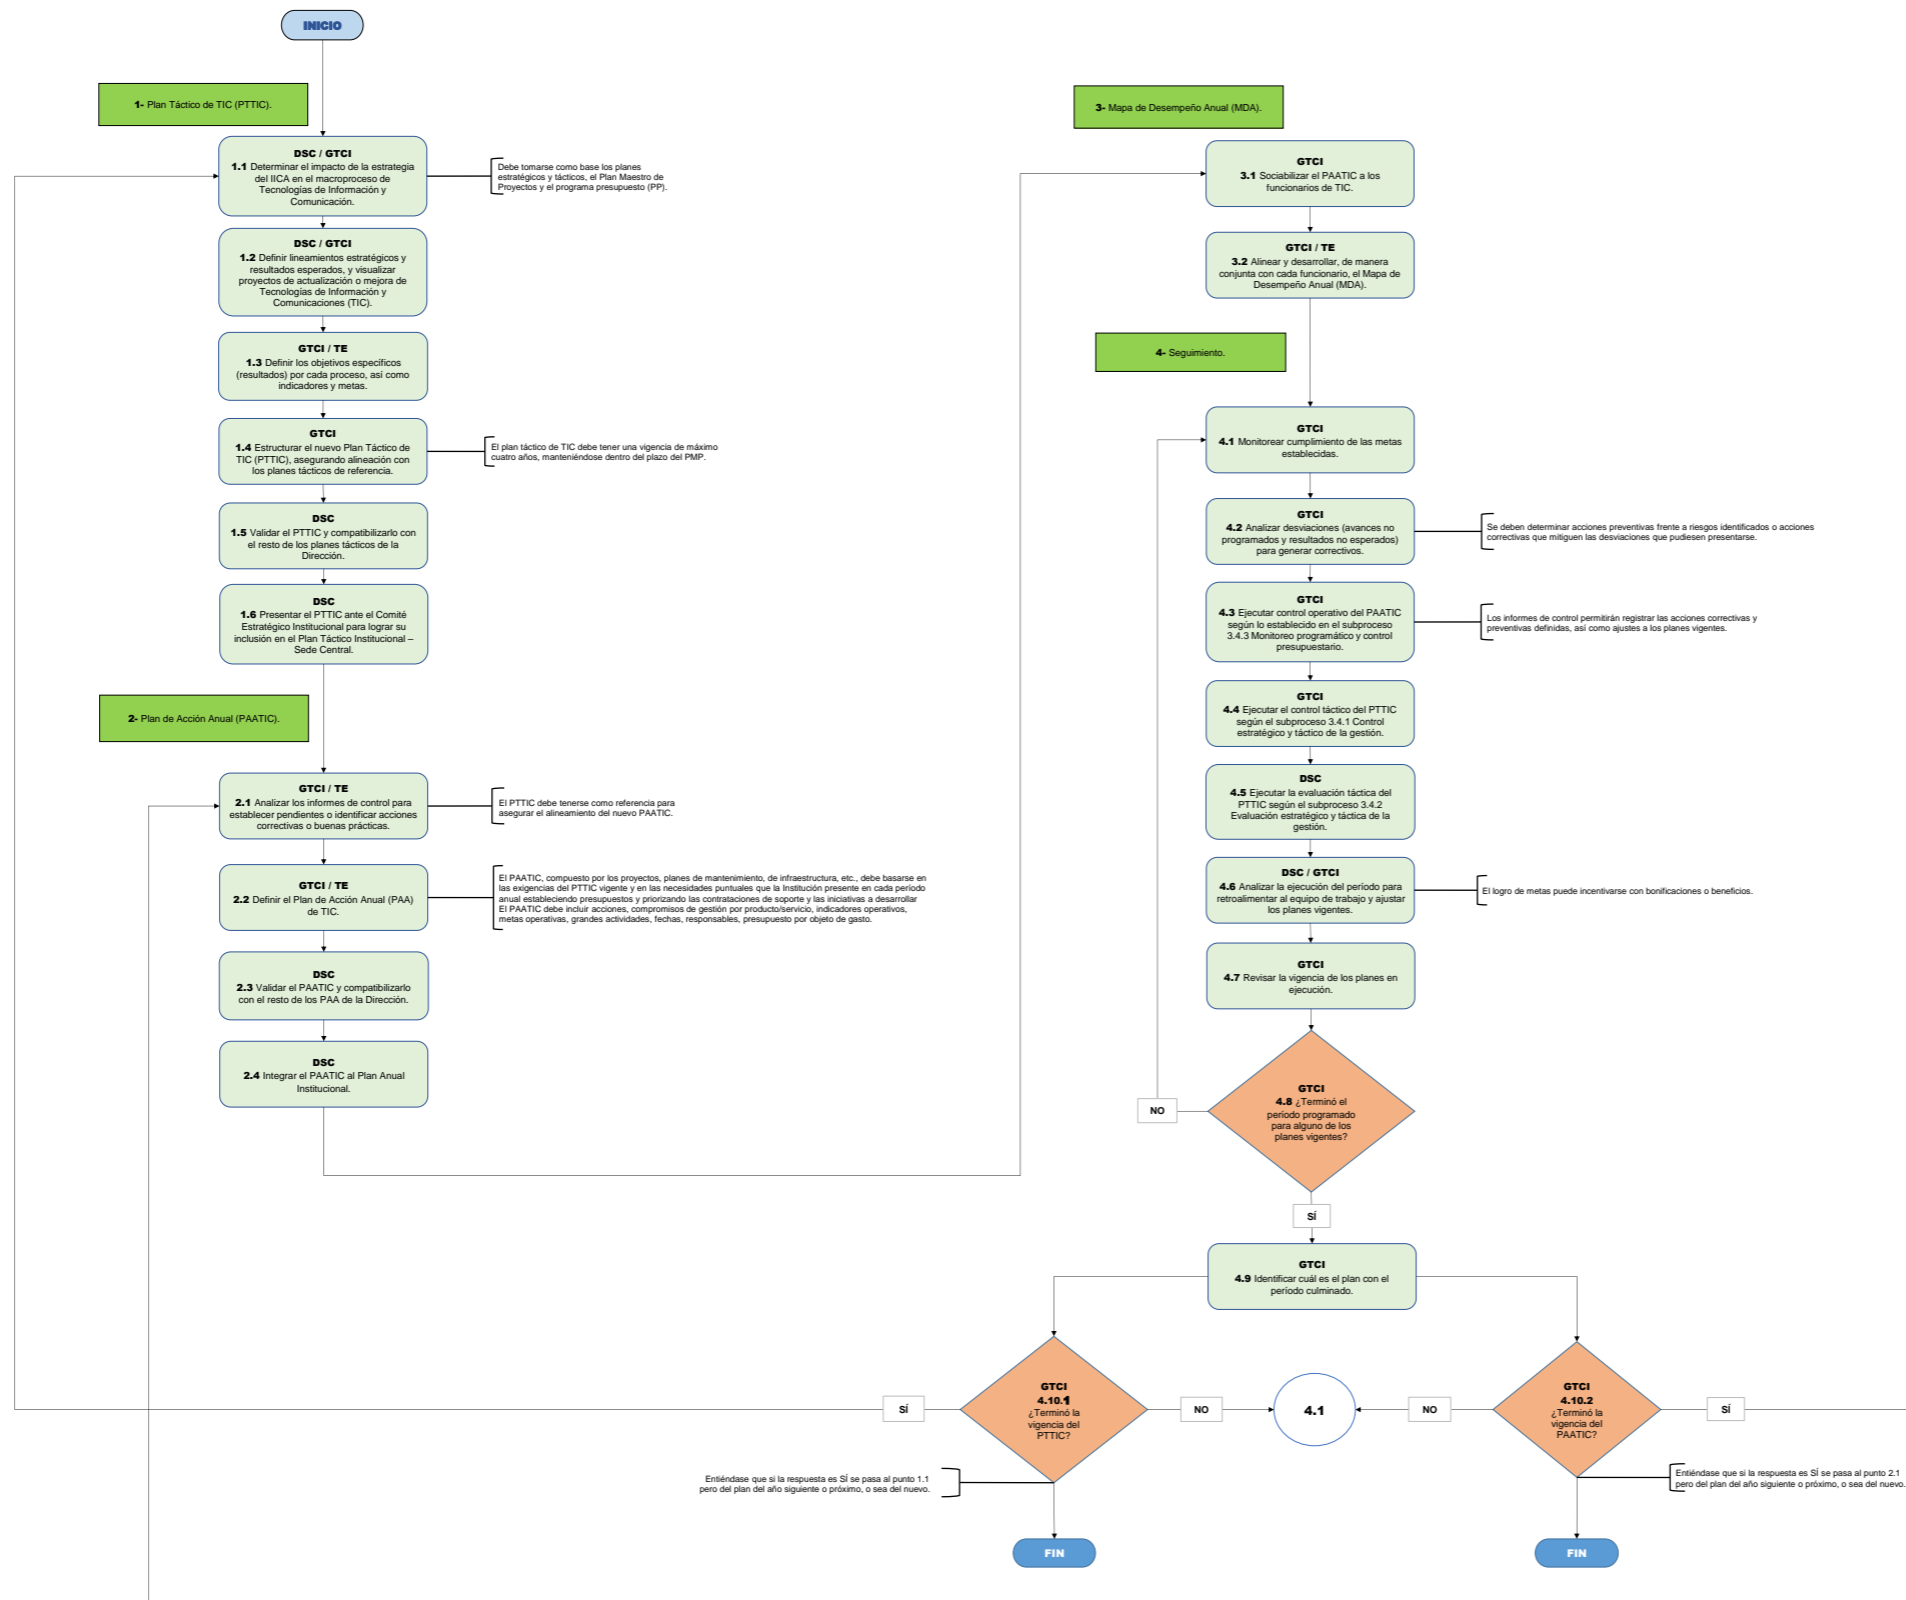 INICIO
1- Plan Táctico de TIC (PTTIC).
DSC / GTCI
1.1 Determinar el impacto de la estrategia
del IICA en el macroproceso de
Tecnologías de Información y
Comunicación.
Debe tomarse como base los planes
estratégicos y tácticos, el Plan Maestro de
Proyectos y el programa presupuesto (PP).
DSC / GTCI
1.2 Definir lineamientos estratégicos y
resultados esperados, y visualizar
proyectos de actualización o mejora de
Tecnologías de Información y
Comunicaciones (TIC).
GTCI / TE
1.3 Definir los objetivos específicos
(resultados) por cada proceso, así como
indicadores y metas.
GTCI
1.4 Estructurar el nuevo Plan Táctico de
TIC (PTTIC), asegurando alineación con
los planes tácticos de referencia.
El plan táctico de TIC debe tener una vigencia de máximo
cuatro años, manteniéndose dentro del plazo del PMP.
DSC
1.5 Validar el PTTIC y compatibilizarlo con
el resto de los planes tácticos de la
Dirección.
DSC
1.6 Presentar el PTTIC ante el Comité
Estratégico Institucional para lograr su
inclusión en el Plan Táctico Institucional –
Sede Central.
2- Plan de Acción Anual (PAATIC).
GTCI / TE
2.1 Analizar los informes de control para
establecer pendientes o identificar acciones
correctivas o buenas prácticas.
El PTTIC debe tenerse como referencia para
asegurar el alineamiento del nuevo PAATIC.
GTCI / TE
2.2 Definir el Plan de Acción Anual (PAA)
de TIC.
El PAATIC, compuesto por los proyectos, planes de mantenimiento, de infraestructura, etc., debe basarse en
las exigencias del PTTIC vigente y en las necesidades puntuales que la Institución presente en cada período
anual estableciendo presupuestos y priorizando las contrataciones de soporte y las iniciativas a desarrollar
El PAATIC debe incluir acciones, compromisos de gestión por producto/servicio, indicadores operativos,
metas operativas, grandes actividades, fechas, responsables, presupuesto por objeto de gasto.
DSC
2.3 Validar el PAATIC y compatibilizarlo
con el resto de los PAA de la Dirección.
DSC
2.4 Integrar el PAATIC al Plan Anual
Institucional.
3- Mapa de Desempeño Anual (MDA).
GTCI
3.1 Sociabilizar el PAATIC a los
funcionarios de TIC.
GTCI / TE
3.2 Alinear y desarrollar, de manera
conjunta con cada funcionario, el Mapa de
Desempeño Anual (MDA).
4- Seguimiento.
GTCI
4.1 Monitorear cumplimiento de las metas
establecidas.
GTCI
4.2 Analizar desviaciones (avances no
programados y resultados no esperados)
para generar correctivos.
Se deben determinar acciones preventivas frente a riesgos identificados o acciones
correctivas que mitiguen las desviaciones que pudiesen presentarse.
GTCI
4.3 Ejecutar control operativo del PAATIC
según lo establecido en el subproceso
3.4.3 Monitoreo programático y control
presupuestario.
Los informes de control permitirán registrar las acciones correctivas y
preventivas definidas, así como ajustes a los planes vigentes.
GTCI
4.4 Ejecutar el control táctico del PTTIC
según el subproceso 3.4.1 Control
estratégico y táctico de la gestión.
DSC
4.5 Ejecutar la evaluación táctica del
PTTIC según el subproceso 3.4.2
Evaluación estratégico y táctica de la
gestión.
DSC / GTCI
4.6 Analizar la ejecución del período para
retroalimentar al equipo de trabajo y ajustar
los planes vigentes.
El logro de metas puede incentivarse con bonificaciones o beneficios.
GTCI
4.7 Revisar la vigencia de los planes en
ejecución.
GTCI
4.8 ¿Terminó el
período programado
para alguno de los
planes vigentes?
NO
SÍ
GTCI
4.9 Identificar cuál es el plan con el
período culminado.
SÍ
GTCI
4.10.1
¿Terminó la
vigencia del
PTTIC?
NO
4.1
NO
GTCI
4.10.2
¿Terminó la
vigencia del
PAATIC?
SÍ
Entiéndase que si la respuesta es SÍ se pasa al punto 1.1
pero del plan del año siguiente o próximo, o sea del nuevo.
Entiéndase que si la respuesta es SÍ se pasa al punto 2.1
pero del plan del año siguiente o próximo, o sea del nuevo.
FIN
FIN